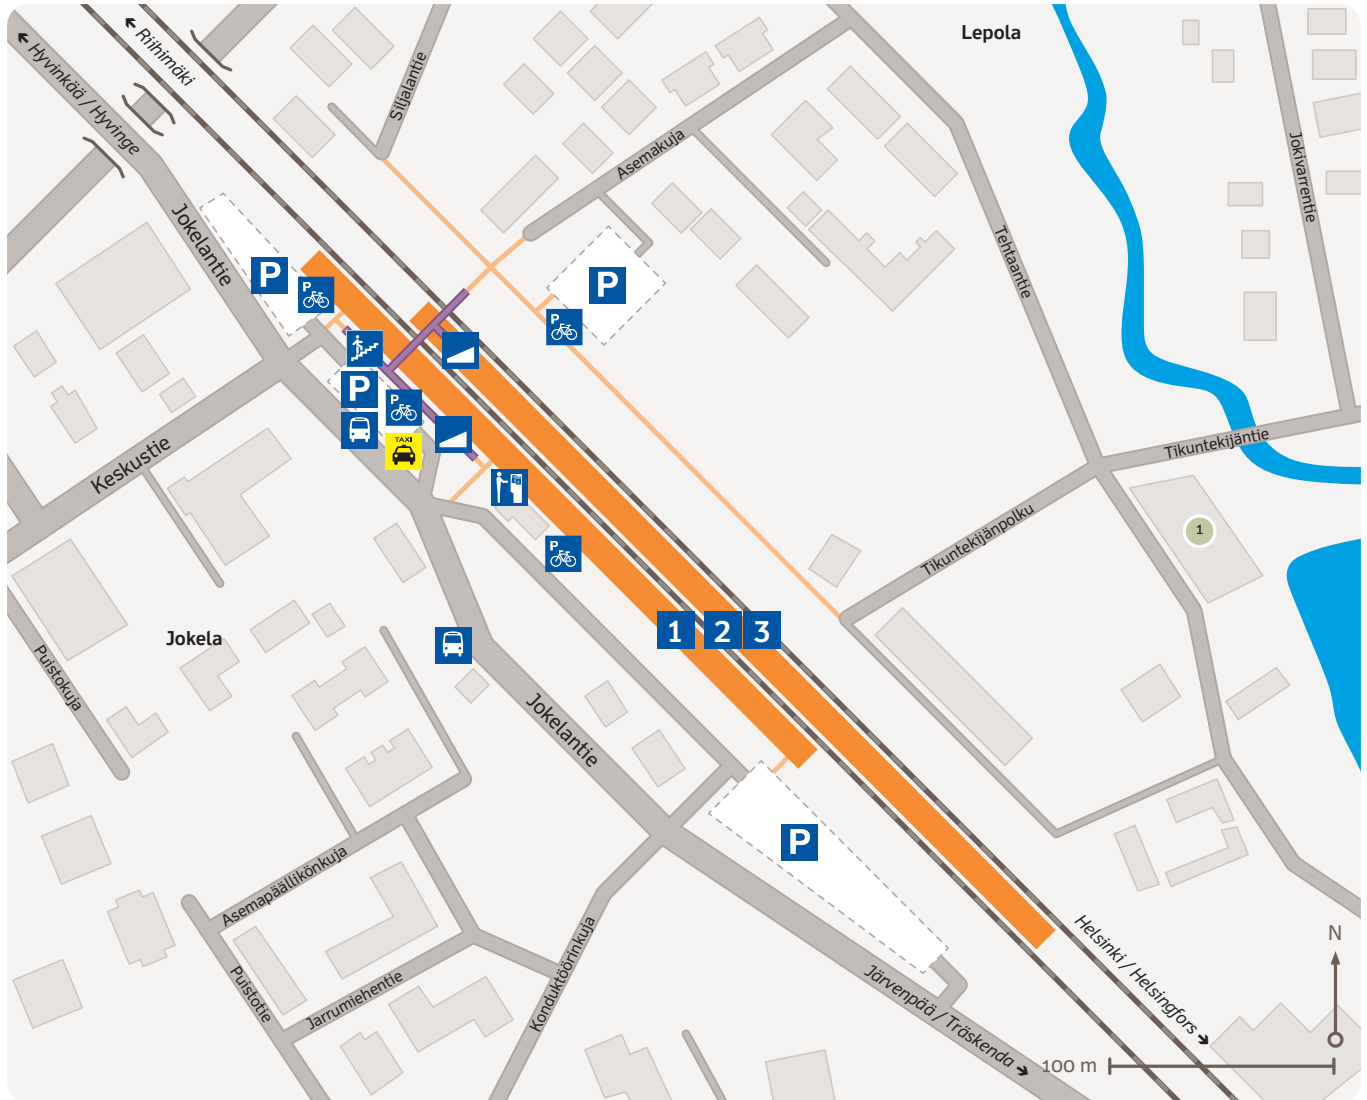 Lepola
← Riihimäki
← Hyvinkää / Hyvinge
Siljalantie
Asemakuja
Jokivarrentie
Jokelantie
Tehtaantie
P
P
P
P
P
TAXI
P
Keskustie
Tikuntekijäntie
Tikuntekijänpolku
1
P
1 2 3
Jokela
Puistokuja
Jokelantie
P
Asemapäällikönkuja
Puistotie
Jarrumiehentie
Konduktöörinkuja
Järvenpää / Träskenda →
Helsinki / Helsingfors →
N
100 m